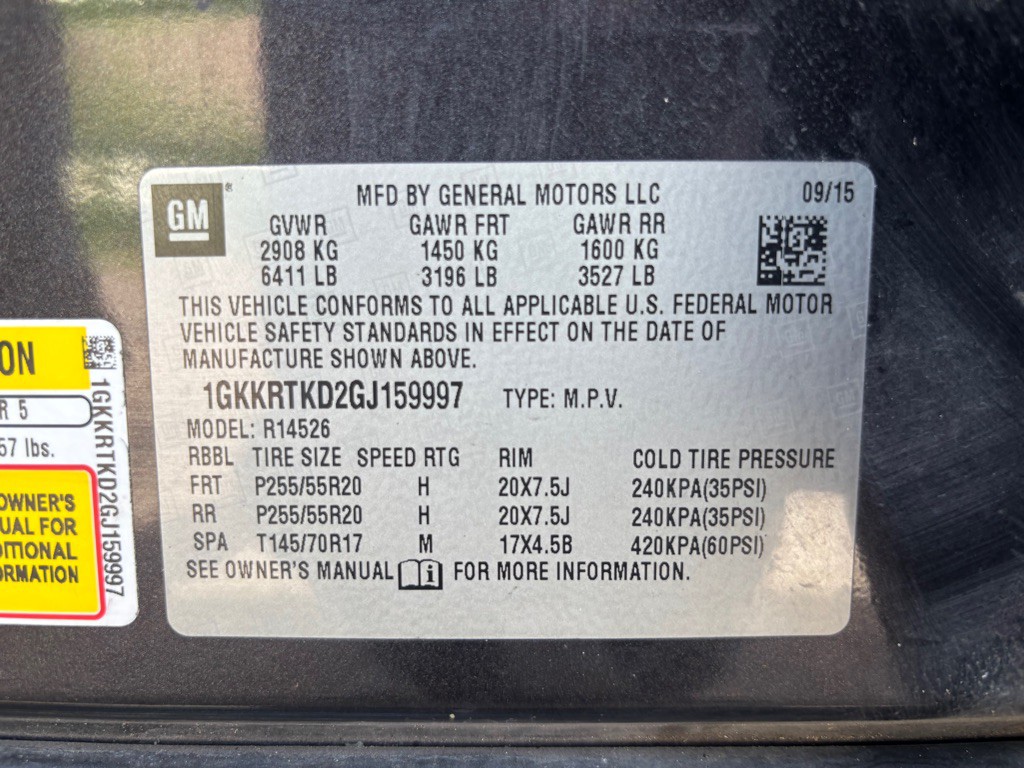 GM ®
MFD BY GENERAL MOTORS LLC 09/15
GVWR GAWR FRT GAWR RR
2908 KG 1450 KG 1600 KG
6411 LB 3196 LB 3527 LB
THIS VEHICLE CONFORMS TO ALL APPLICABLE U.S. FEDERAL MOTOR
VEHICLE SAFETY STANDARDS IN EFFECT ON THE DATE OF
MANUFACTURE SHOWN ABOVE.
1GKKRTKD2GJ159997 TYPE: M.P.V.
MODEL: R14526
RBBL TIRE SIZE SPEED RTG RIM COLD TIRE PRESSURE
FRT P255/55R20 H 20X7.5J 240KPA(35PSI)
RR P255/55R20 H 20X7.5J 240KPA(35PSI)
SPA T145/70R17 M 17X4.5B 420KPA(60PSI)
SEE OWNER'S MANUAL i FOR MORE INFORMATION.
ON
R 5
57 lbs.
OWNER'S
UAL FOR
DITIONAL
ORMATION
1GKKRTKD2GJ159997